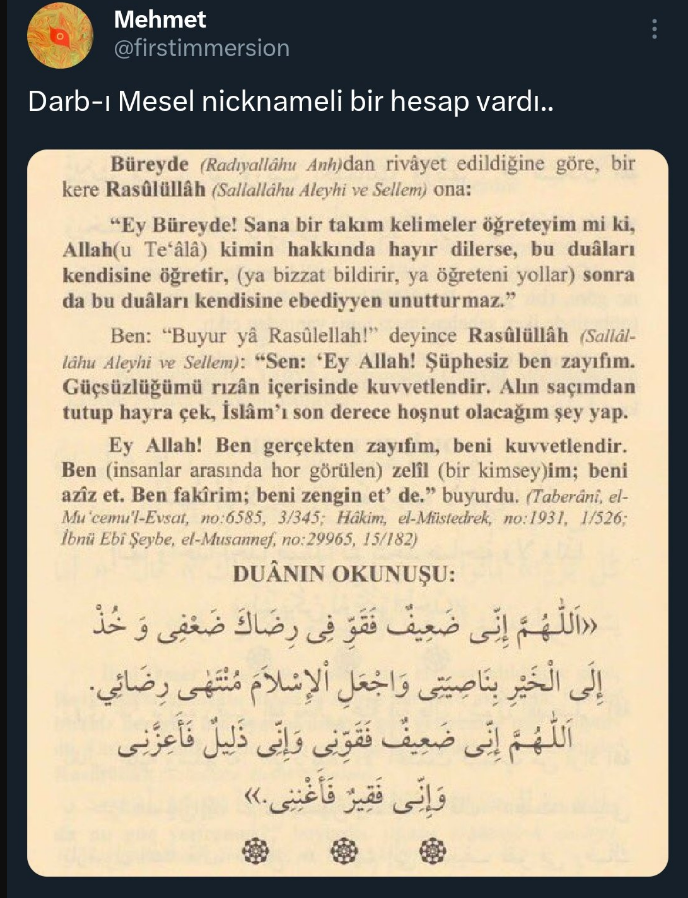 Mehmet
@firstimmersion
Darb-ı Mesel nicknameli bir hesap vardı..
Büreyde (Radıyallâhu Anh)dan rivâyet edildiğine göre, bir
kere Rasûlüllâh (Sallallâhu Aleyhi ve Sellem) ona:
“Ey Büreyde! Sana bir takım kelimeler öğreteyim mi ki,
Allah(u Te‘âlâ) kimin hakkında hayır dilerse, bu duâları
kendisine öğretir, (ya bizzat bildirir, ya öğreteni yollar) sonra
da bu duâları kendisine ebediyyen unutturmaz.”
Ben: “Buyur yâ Rasûlellah!” deyince Rasûlüllâh (Sallâl-
lâhu Aleyhi ve Sellem): “Sen: ‘Ey Allah! Şüphesiz ben zayıfım.
Güçsüzlüğümü rızân içerisinde kuvvetlendir. Alın saçımdan
tutup hayra çek, İslâm’ı son derece hoşnut olacağım şey yap.
Ey Allah! Ben gerçekten zayıfım, beni kuvvetlendir.
Ben (insanlar arasında hor görülen) zelîl (bir kimsey)im; beni
azîz et. Ben fakîrim; beni zengin et’ de.” buyurdu. (Taberânî, el-
Mu‘cemu’l-Evsat, no:6585, 3/345; Hâkim, el-Müstedrek, no:1931, 1/526;
İbnü Ebî Şeybe, el-Musannef, no:29965, 15/182)
DUÂNIN OKUNUŞU:
«اَللّٰهُمَّ إِنِّى ضَعِيفٌ فَقَوِّ فِى رِضَاكَ ضَعْفِى وَ خُذْ
إِلَى الْخَيْرِ بِنَاصِيَتِى وَاجْعَلِ الْإِسْلَامَ مُنْتَهٰى رِضَائِي.
اَللّٰهُمَّ إِنِّى ضَعِيفٌ فَقَوِّنِى وَإِنِّى ذَلِيلٌ فَأَعِزَّنِى
وَإِنِّى فَقِيرٌ فَأَغْنِنِى.»